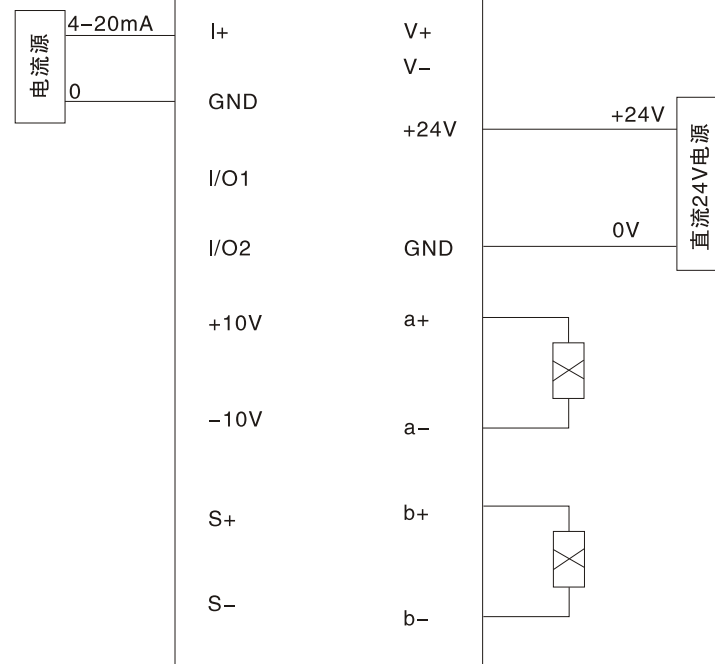 电流源
4-20mA
0
I+
GND
I/O1
I/O2
+10V
-10V
S+
S-
V+
V-
+24V
GND
a+
a-
b+
b-
+24V
0V
直流24V电源